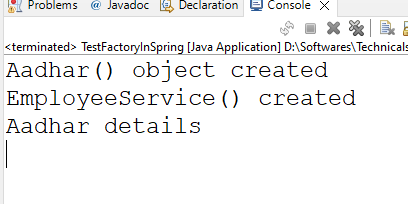 Problems @ Javadoc Declaration Console
<terminated> TestFactoryInSpring [Java Application] D:\Softwares\Technicals
Aadhar() object created
EmployeeService() created
Aadhar details